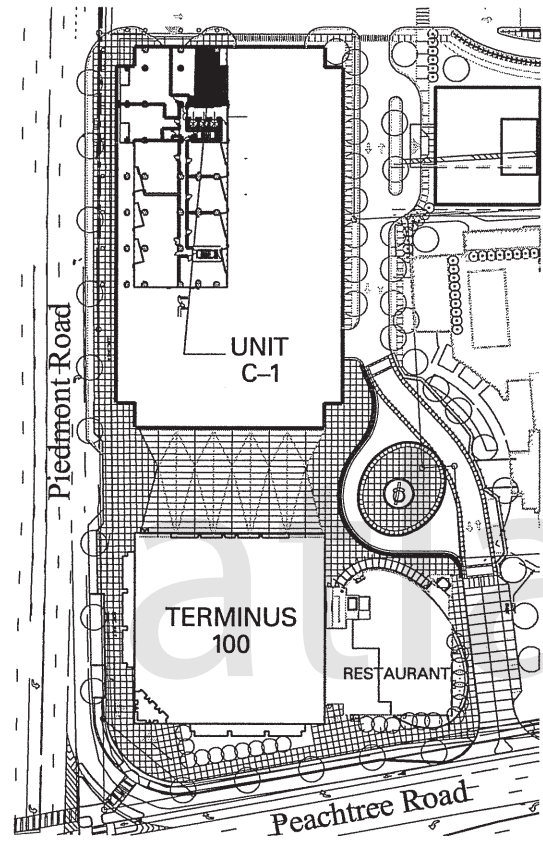 Piedmont Road
UNIT
C–1
TERMINUS
100
RESTAURANT
Peachtree Road